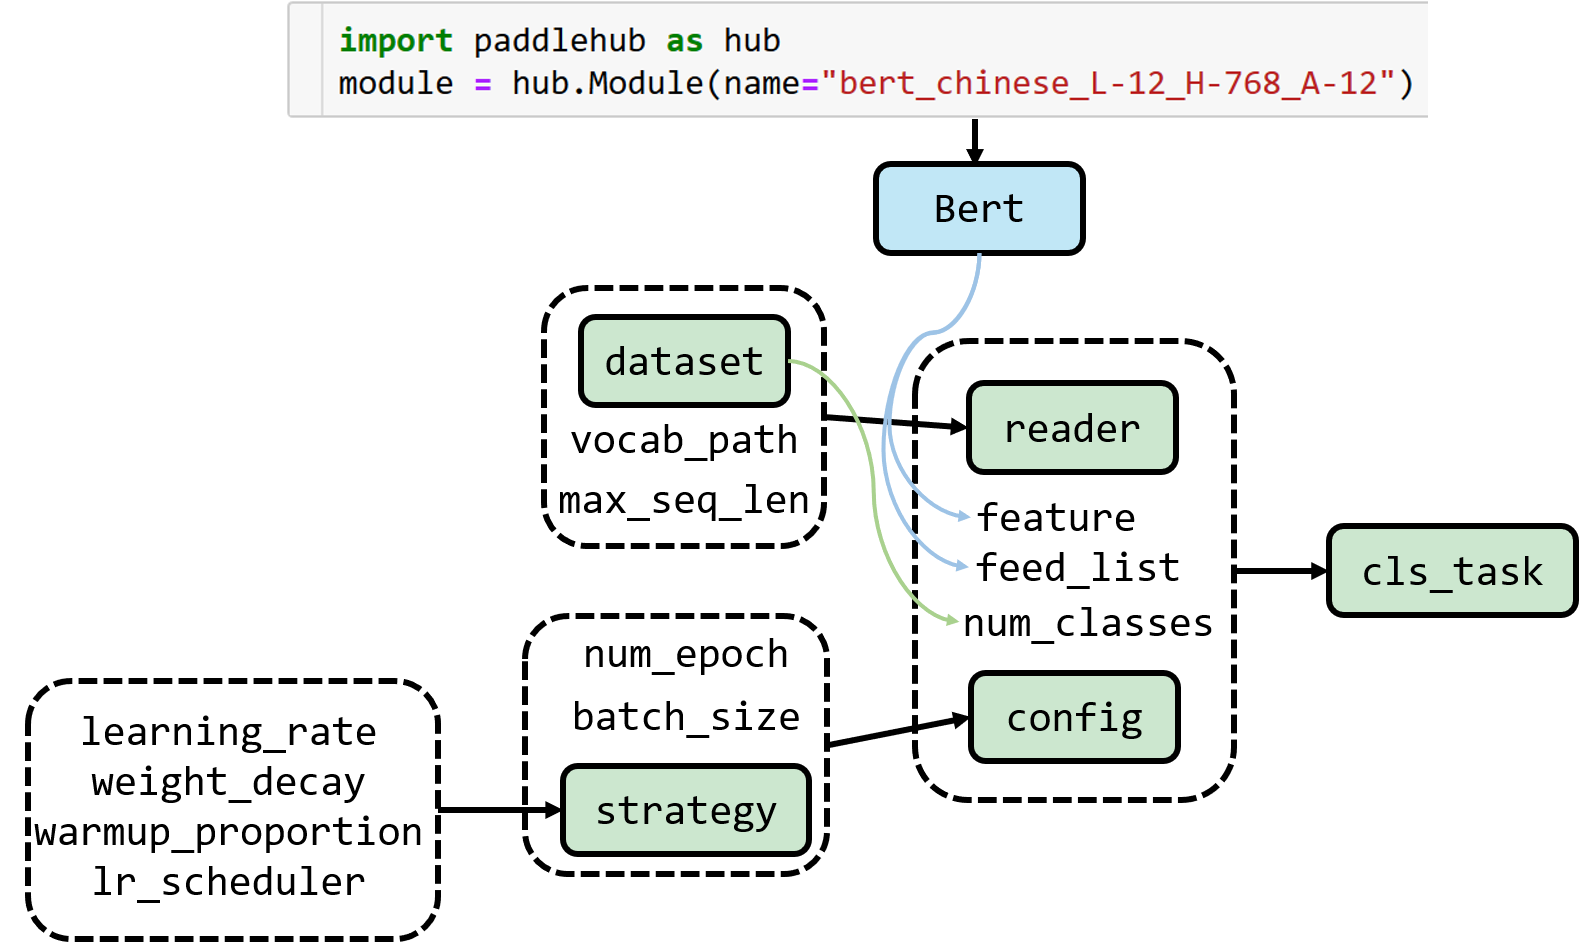 import paddlehub as hub
module = hub.Module(name="bert_chinese_L-12_H-768_A-12")
Bert
dataset
vocab_path
max_seq_len
reader
feature
feed_list
num_classes
config
cls_task
num_epoch
batch_size
strategy
learning_rate
weight_decay
warmup_proportion
lr_scheduler